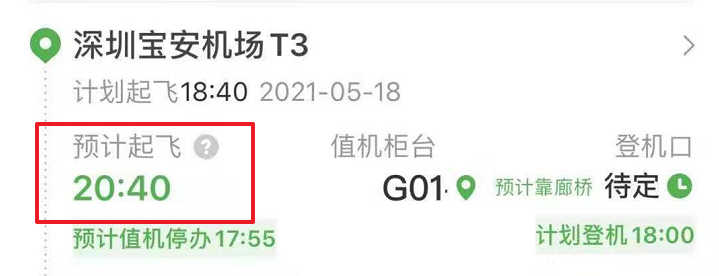 深圳宝安机场T3
计划起飞18:40 2021-05-18
预计起飞 ? 值机柜台 登机口
20:40 G01 预计靠廊桥 待定
预计值机停办17:55 计划登机18:00